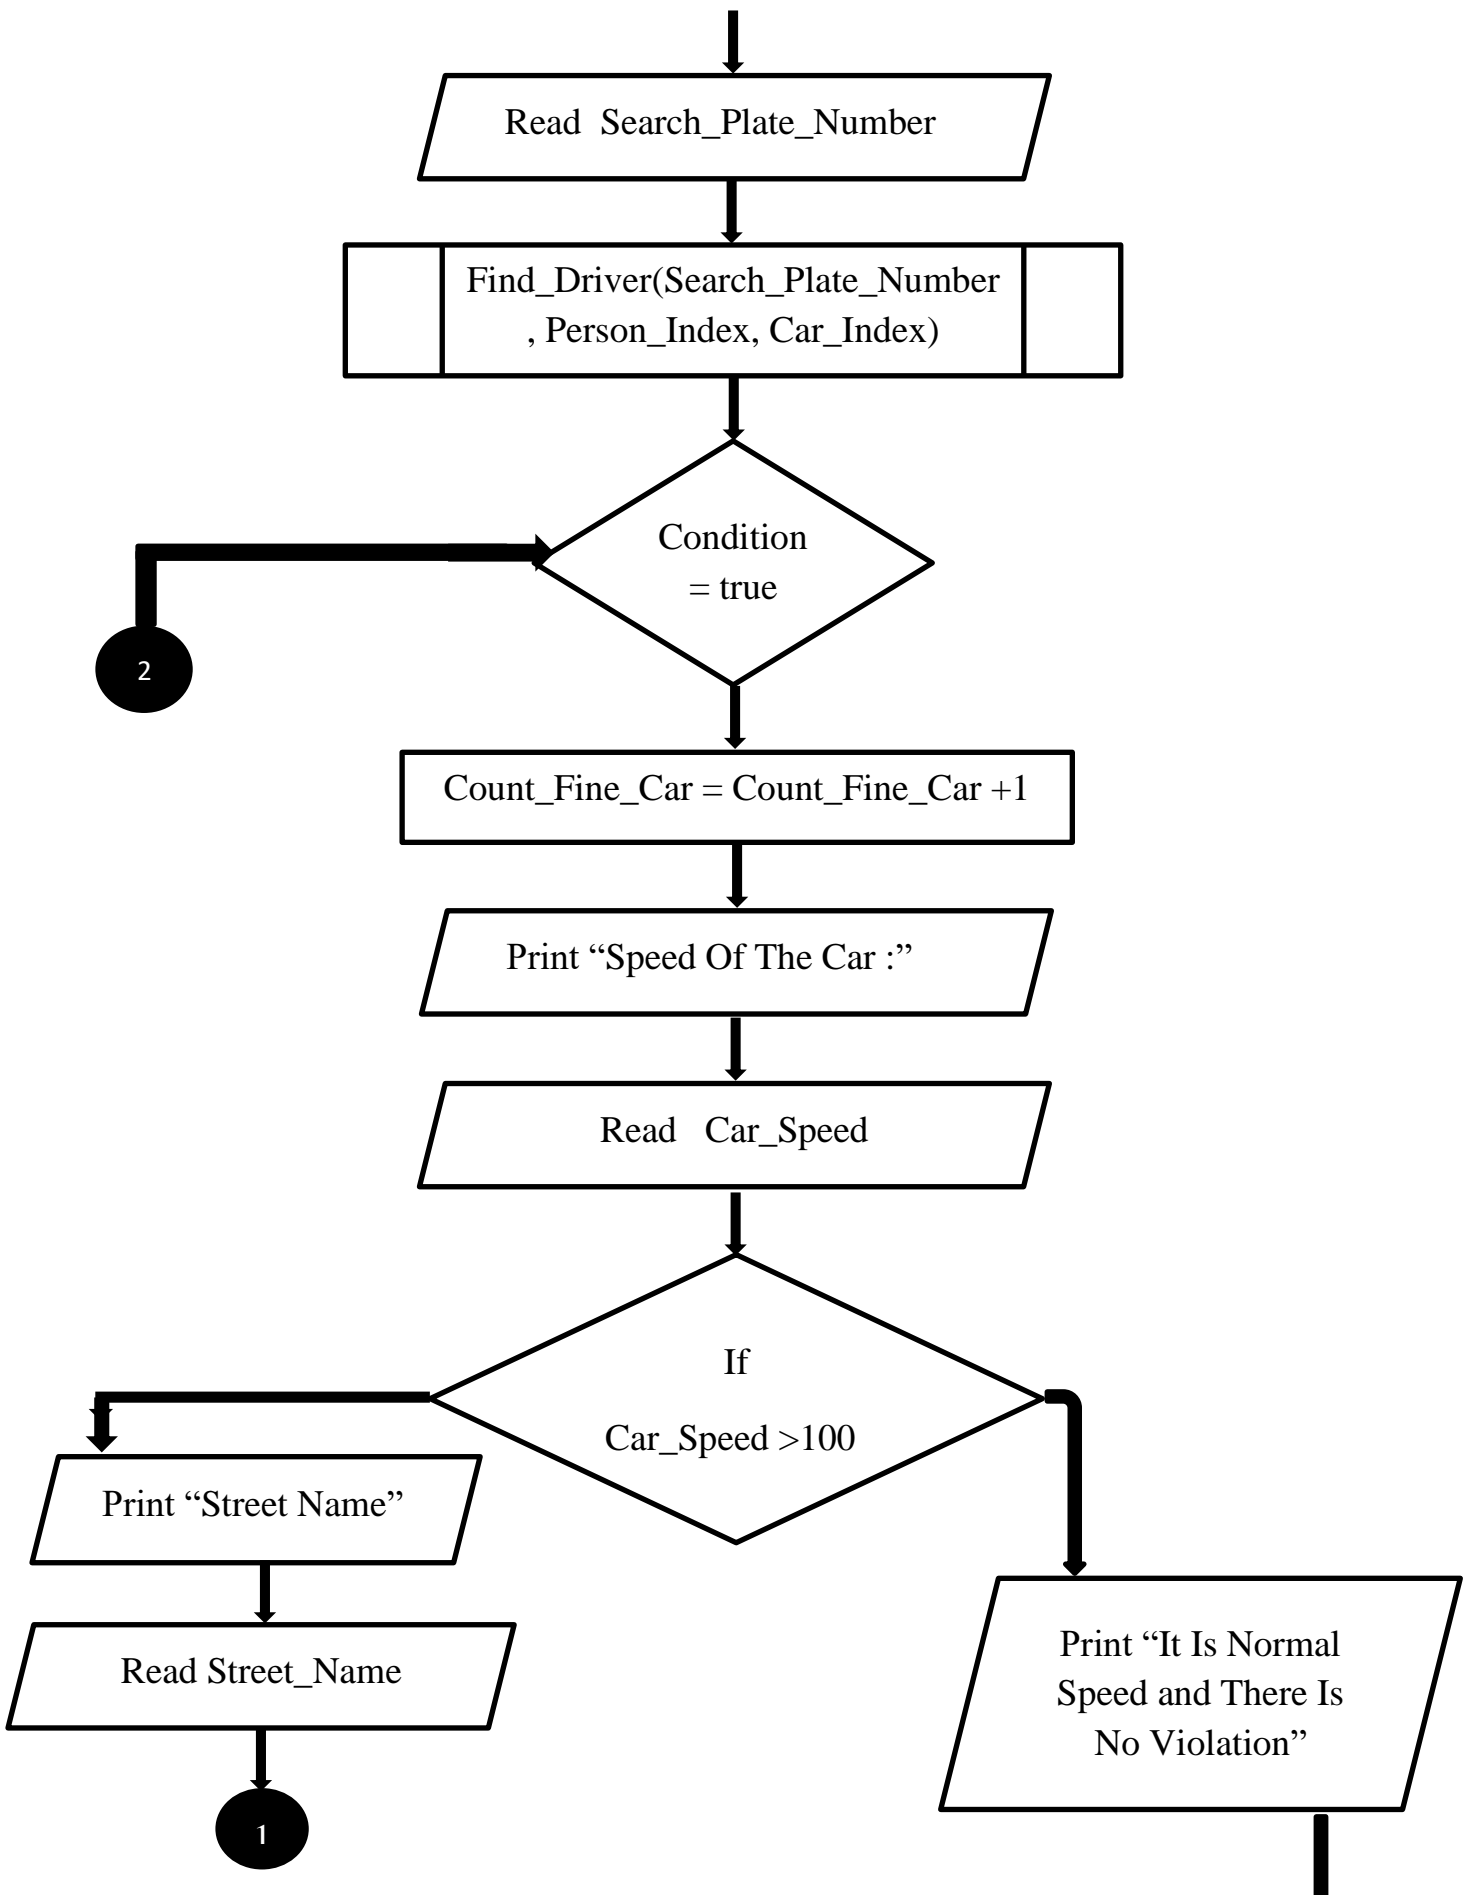 Read  Search_Plate_Number
Find_Driver(Search_Plate_Number
, Person_Index, Car_Index)
Condition
= true
2
Count_Fine_Car = Count_Fine_Car +1
Print “Speed Of The Car :”
Read   Car_Speed
If
Car_Speed >100
Print “Street Name”
Read Street_Name
1
Print “It Is Normal
Speed and There Is
No Violation”